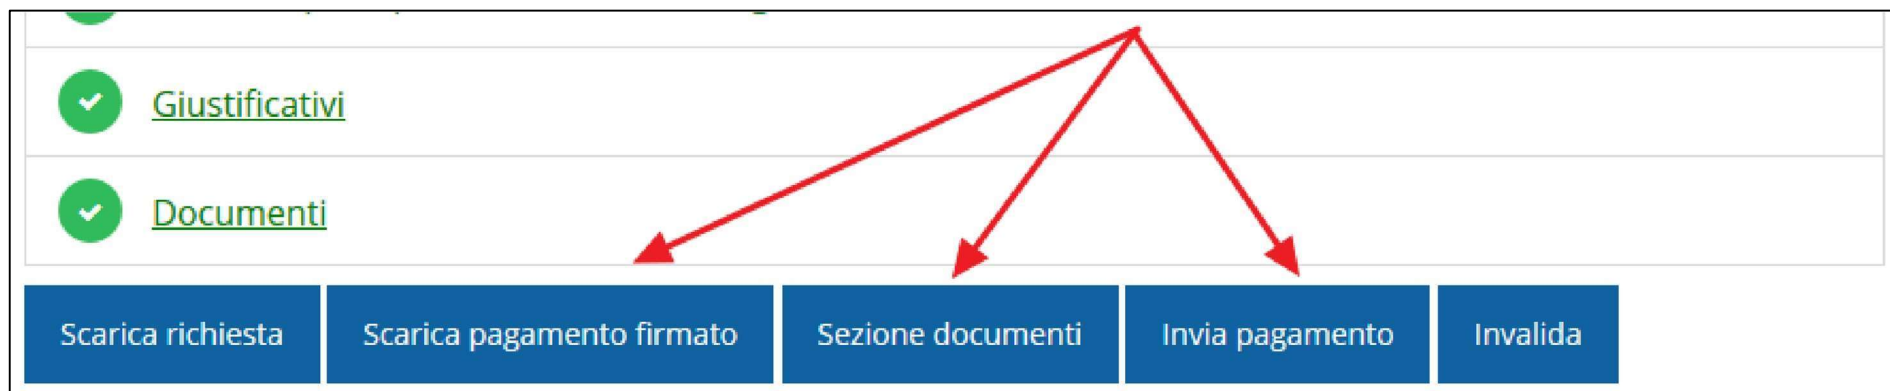 Giustificativi
Documenti
Scarica richiesta Scarica pagamento firmato Sezione documenti Invia pagamento Invalida